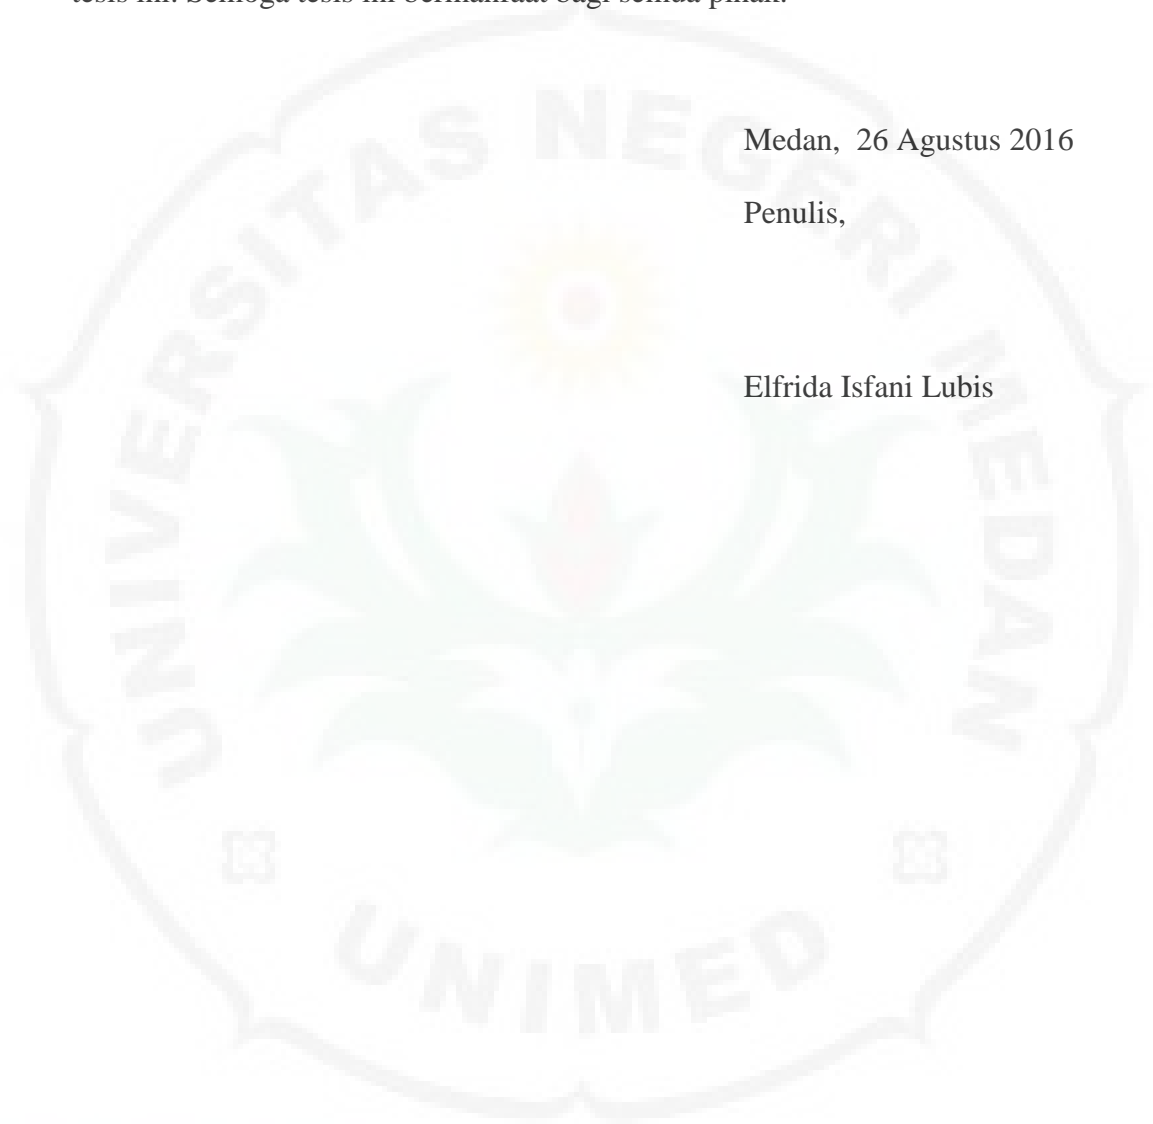 tesis ini. Semoga tesis ini bermanfaat bagi semua pihak.
Medan,  26 Agustus 2016
Penulis,
Elfrida Isfani Lubis
UNIVERSITAS NEGERI MEDAN
UNIMED